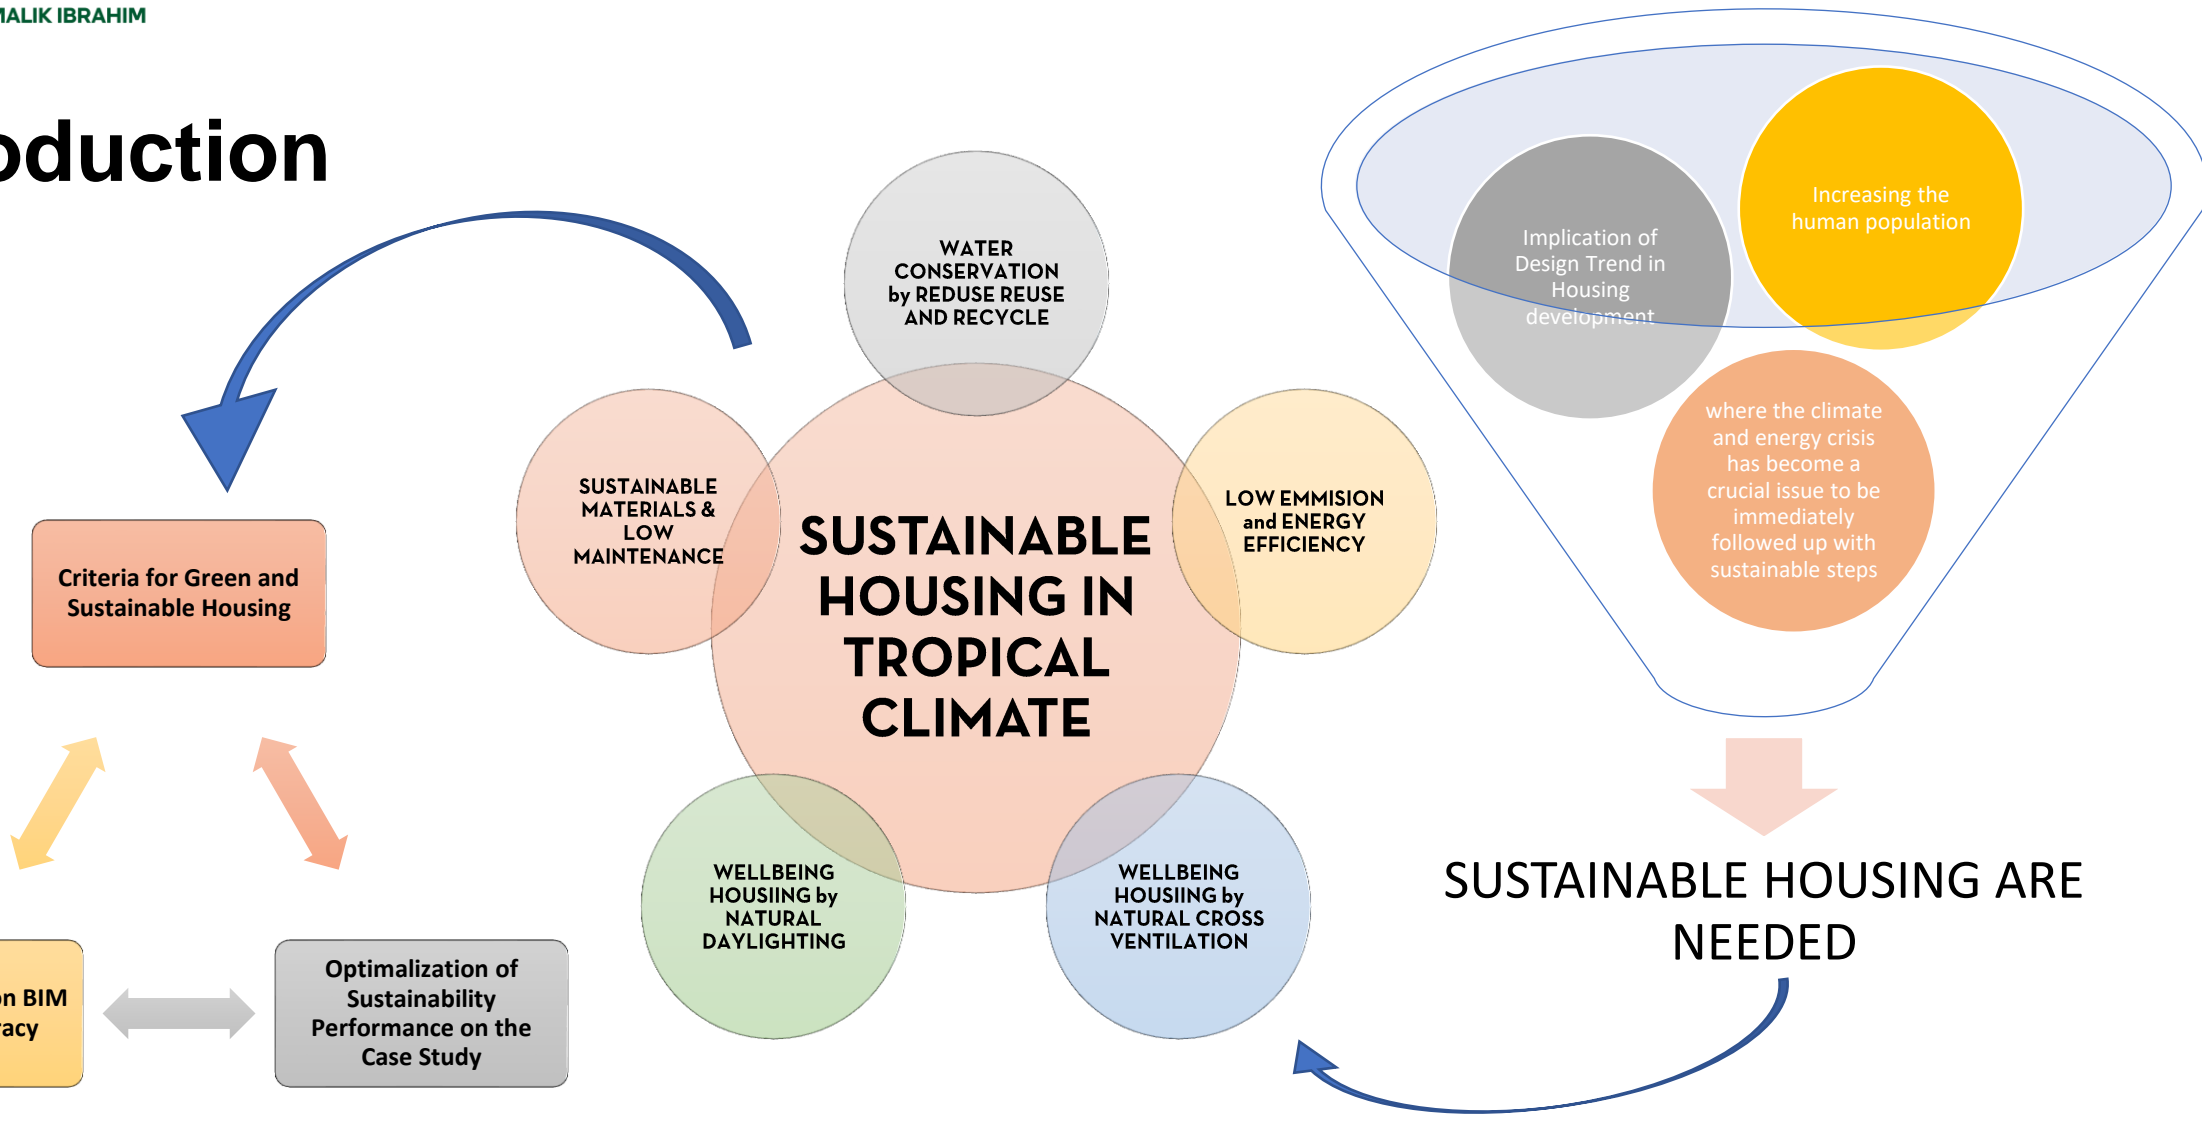 MALIK IBRAHIM
oduction
WATER
CONSERVATION
by REDUSE REUSE
AND RECYCLE
SUSTAINABLE
MATERIALS &
LOW
MAINTENANCE
LOW EMMISION
and ENERGY
EFFICIENCY
SUSTAINABLE
HOUSING IN
TROPICAL
CLIMATE
WELLBEING
HOUSIING by
NATURAL
DAYLIGHTING
WELLBEING
HOUSIING by
NATURAL CROSS
VENTILATION
Criteria for Green and
Sustainable Housing
on BIM
racy
Optimalization of
Sustainability
Performance on the
Case Study
Implication of
Design Trend in
Housing
development
Increasing the
human population
where the climate
and energy crisis
has become a
crucial issue to be
immediately
followed up with
sustainable steps
SUSTAINABLE HOUSING ARE
NEEDED